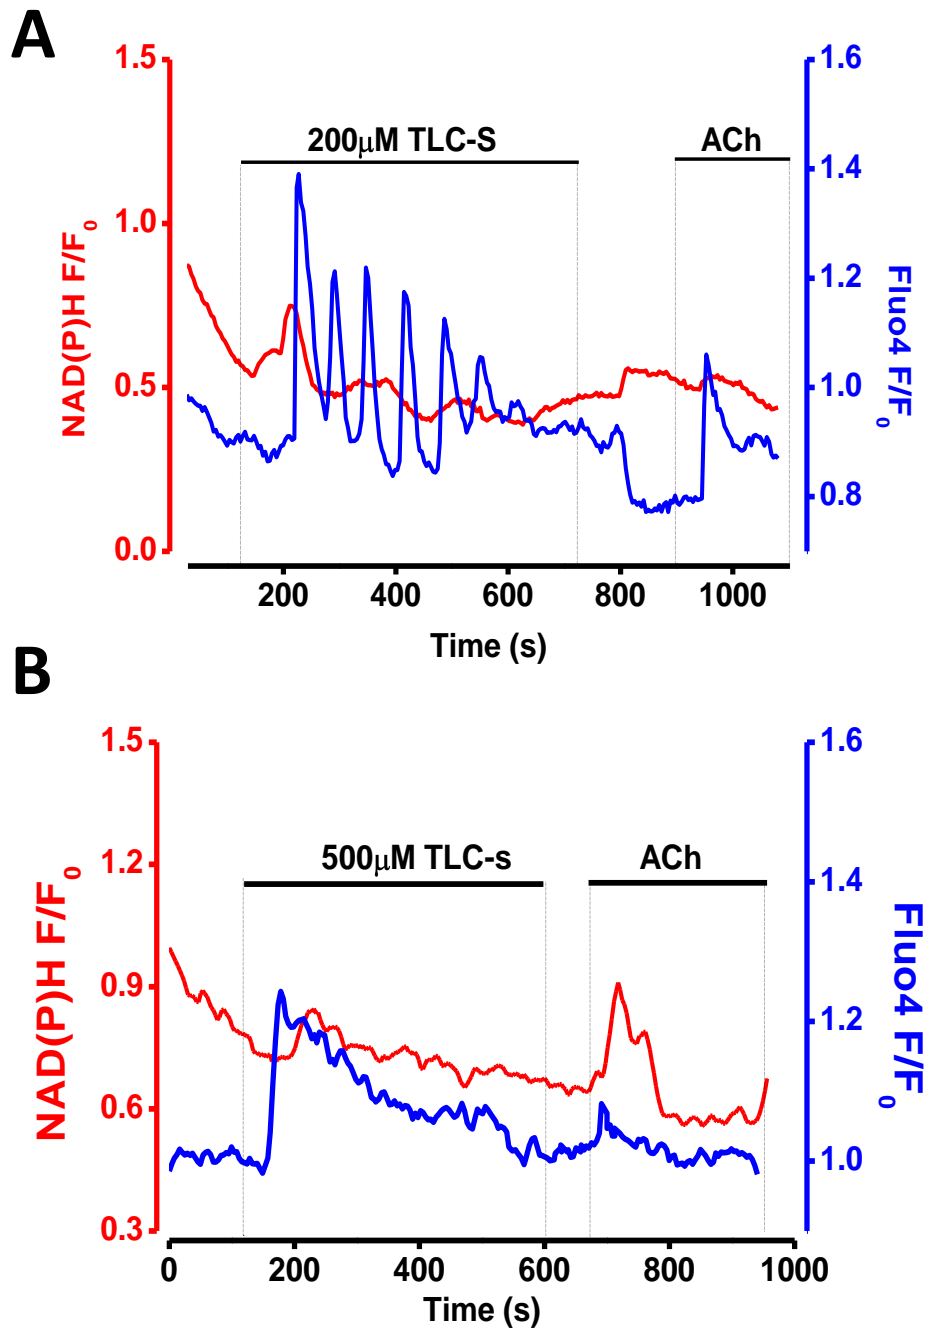 A
1.5
1.6
200μM TLC-S
ACh
1.4
1.0
1.2
NAD(P)H F/F0
Fluo4 F/F0
0.5
1.0
0.8
0.0
200
400
600
800
1000
Time (s)
B
1.5
1.6
1.2
500μM TLC-s
ACh
1.4
NAD(P)H F/F0
Fluo4 F/F0
0.9
1.2
0.6
1.0
0.3
0
200
400
600
800
1000
Time (s)